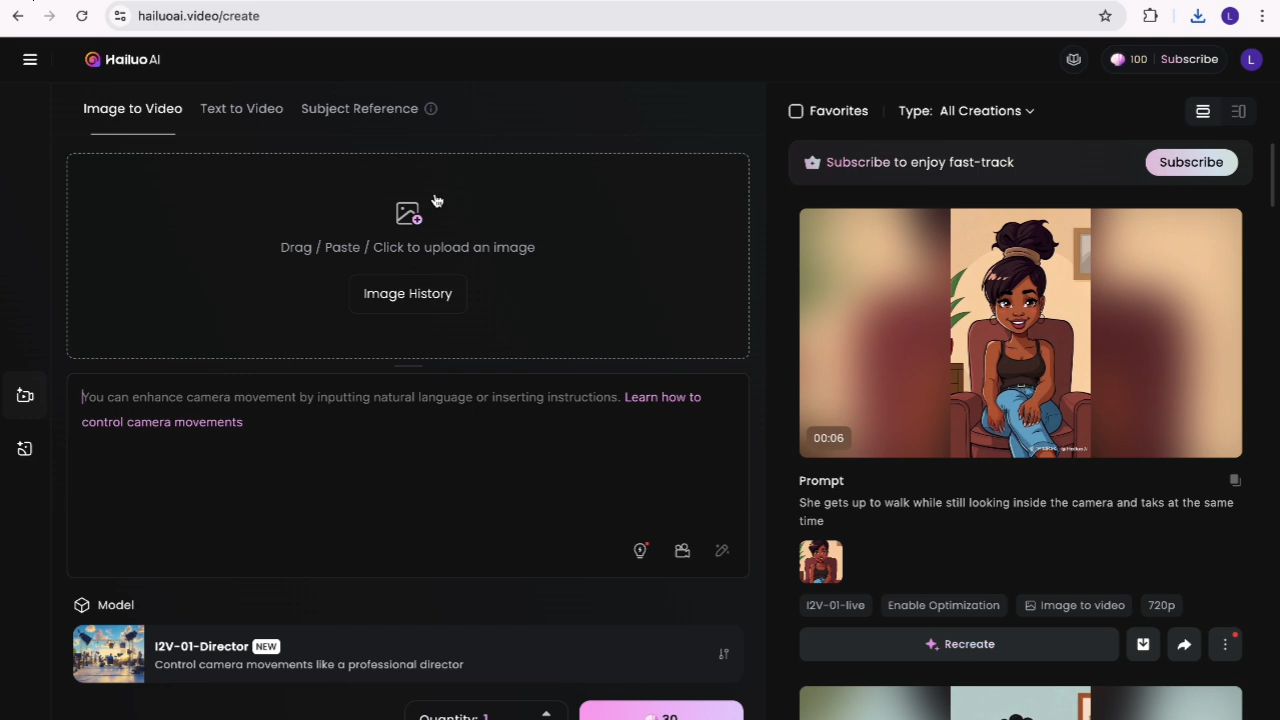 hailuoai.video/create
L
Hailuo AI
100 | Subscribe
L
Image to Video
Text to Video
Subject Reference
Drag / Paste / Click to upload an image
Image History
You can enhance camera movement by inputting natural language or inserting instructions. Learn how to
control camera movements
Model
I2V-01-Director NEW
Control camera movements like a professional director
Quantity: 1
30
Favorites
Type: All Creations
Subscribe to enjoy fast-track
Subscribe
00:06
Prompt
She gets up to walk while still looking inside the camera and taks at the same
time
I2V-01-live
Enable Optimization
Image to video
720p
Recreate